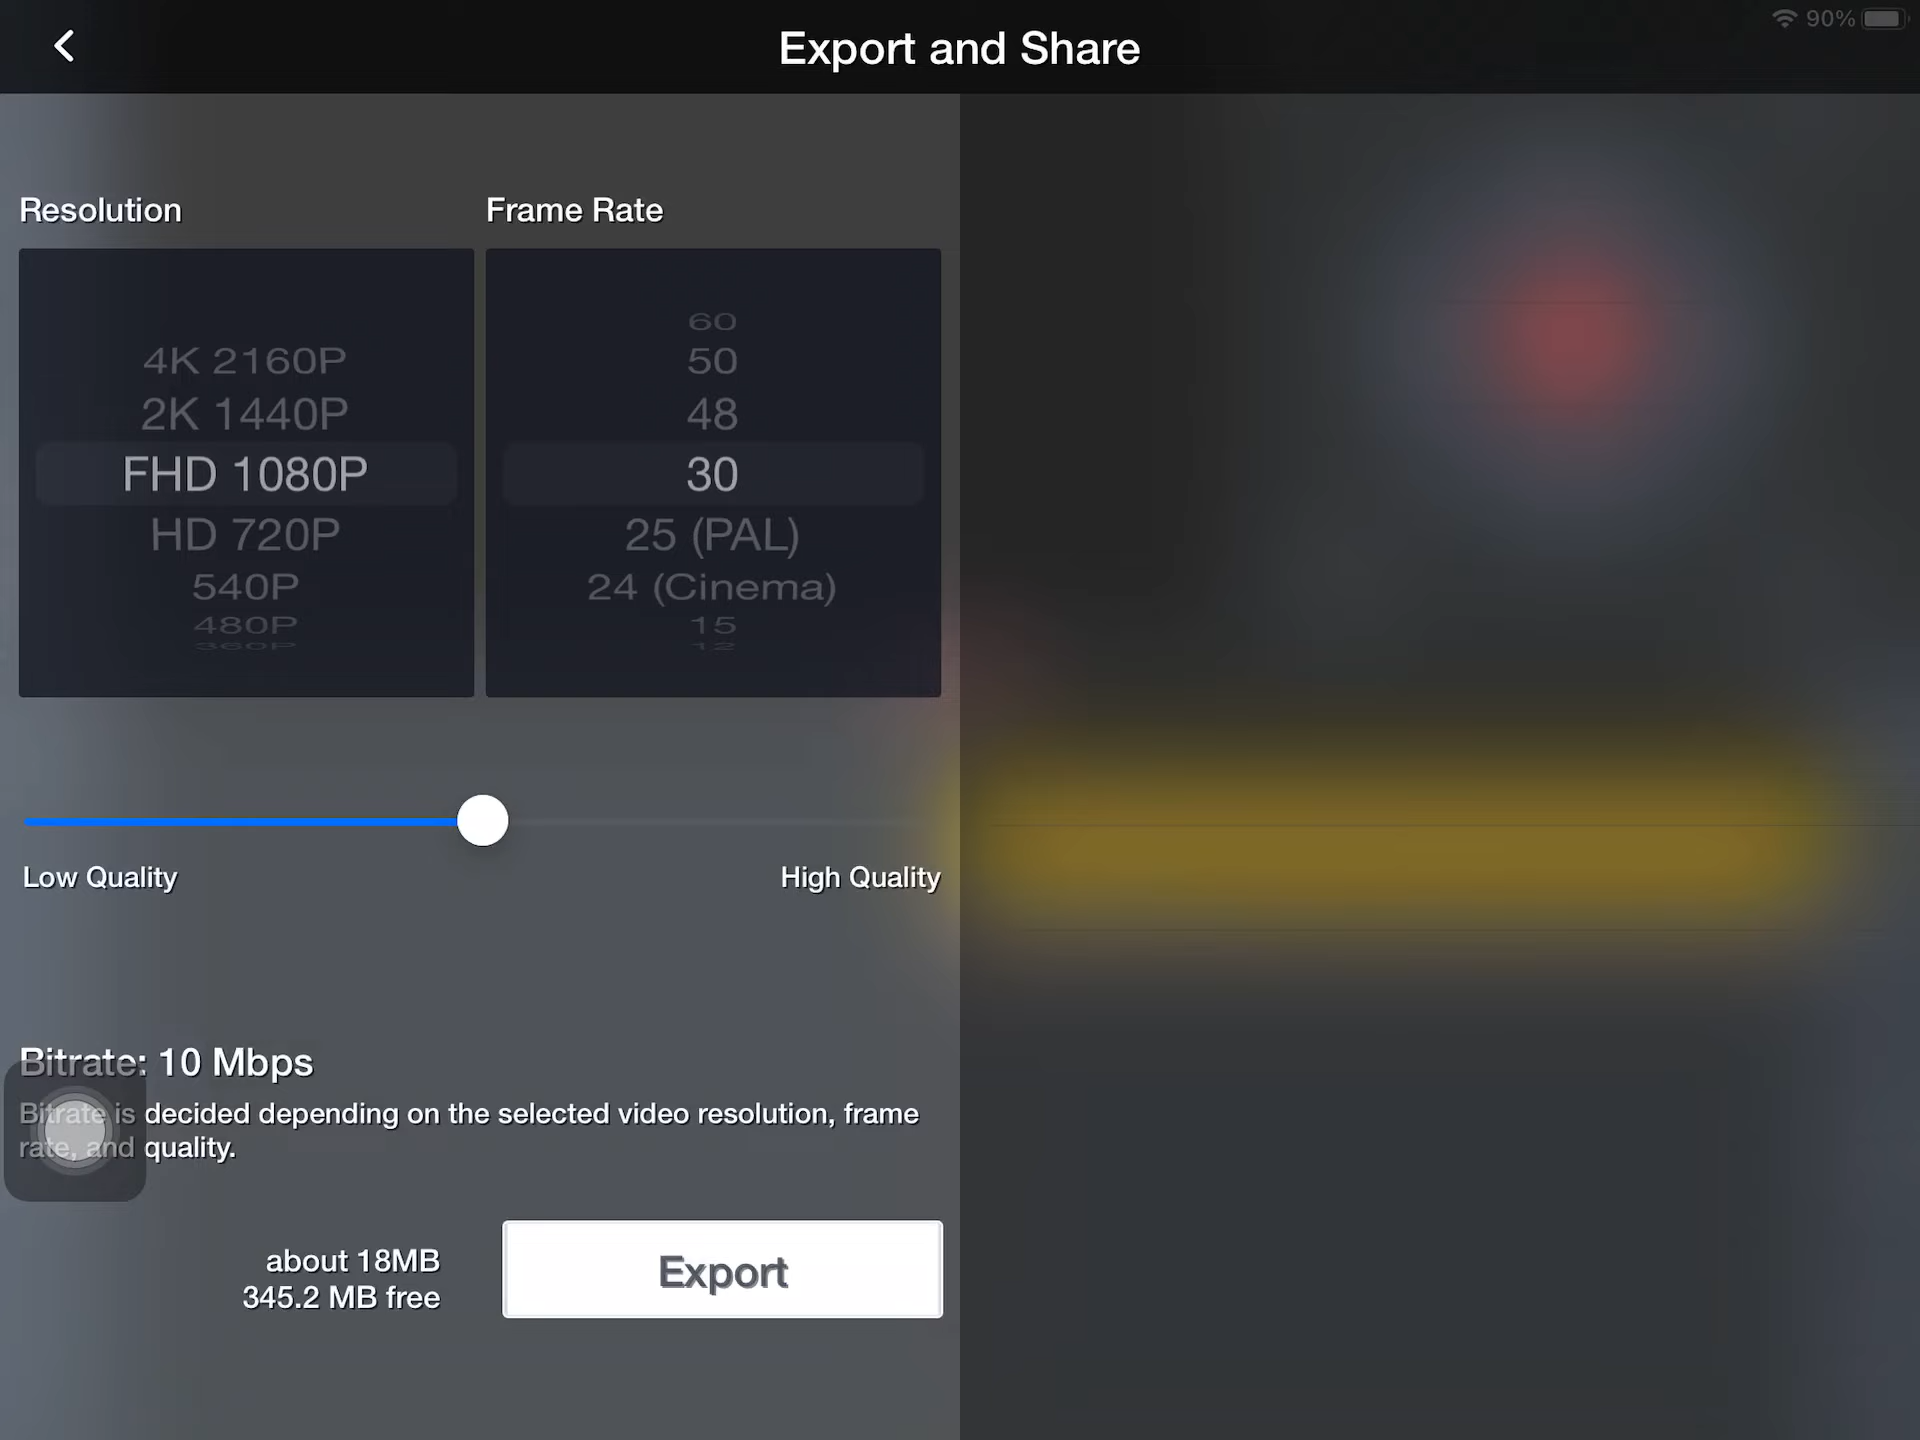 90%
Export and Share
Resolution
Frame Rate
4K 2160P
2K 1440P
FHD 1080P
HD 720P
540P
480P
360P
60
50
48
30
25 (PAL)
24 (Cinema)
15
12
Low Quality
High Quality
Bitrate: 10 Mbps
Bitrate is decided depending on the selected video resolution, frame
rate, and quality.
about 18MB
345.2 MB free
Export